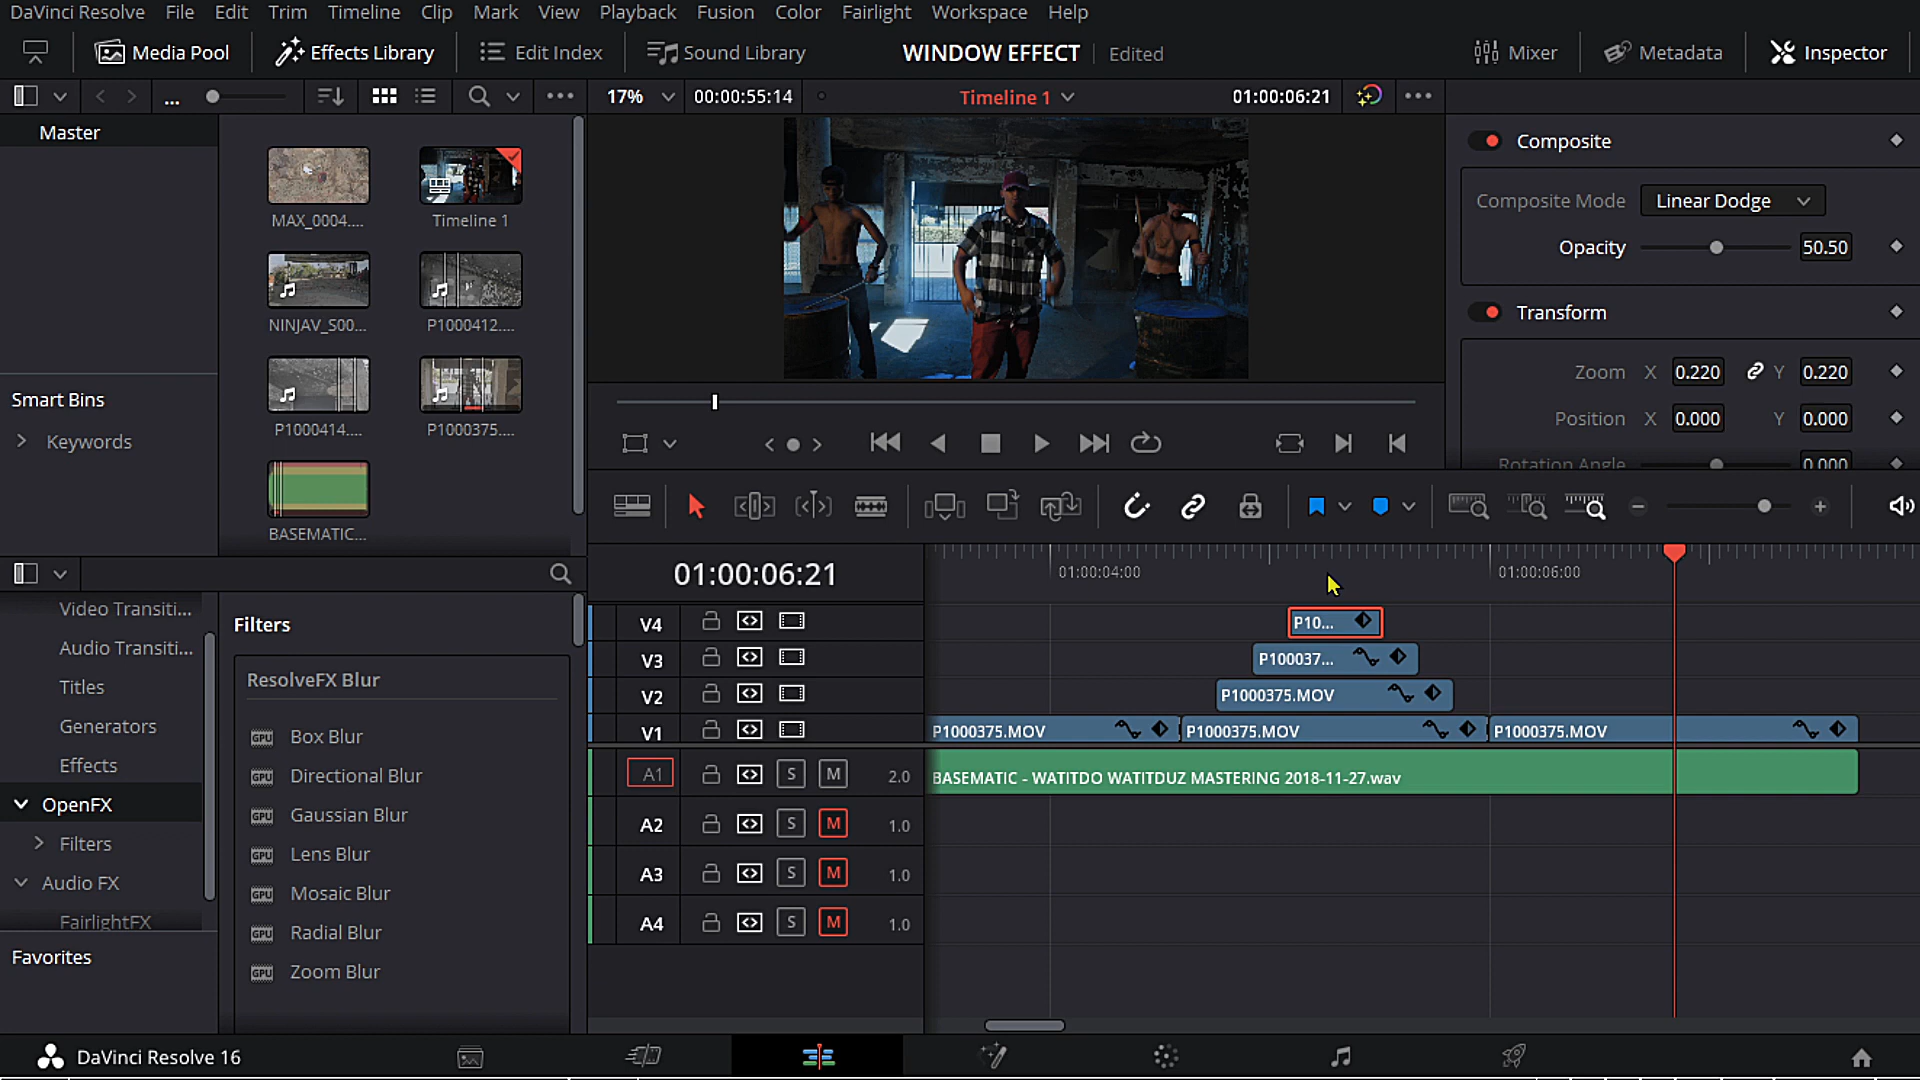 DaVinci Resolve File Edit Trim Timeline Clip Mark View Playback Fusion Color Fairlight Workspace Help
Media Pool Effects Library Edit Index Sound Library WINDOW EFFECT Edited Mixer Metadata Inspector
... 17% 00:00:55:14 Timeline 1 01:00:06:21
Master
MAX_0004....
Timeline 1
NINJAV_S00...
P1000412....
P1000414....
P1000375....
BASEMATIC...
Smart Bins
Keywords
Composite
Composite Mode Linear Dodge
Opacity 50.50
Transform
Zoom X 0.220 Y 0.220
Position X 0.000 Y 0.000
Rotation Angle 0.000
Video Transiti...
Audio Transiti...
Titles
Generators
Effects
OpenFX
Filters
Audio FX
FairlightFX
Favorites
Filters
ResolveFX Blur
GPU Box Blur
GPU Directional Blur
GPU Gaussian Blur
GPU Lens Blur
GPU Mosaic Blur
GPU Radial Blur
GPU Zoom Blur
01:00:06:21
01:00:04:00 01:00:06:00
V4 P10...
V3 P100037...
V2 P1000375.MOV
V1 P1000375.MOV P1000375.MOV P1000375.MOV
A1 S M 2.0 BASEMATIC - WATITDO WATITDUZ MASTERING 2018-11-27.wav
A2 S M 1.0
A3 S M 1.0
A4 S M 1.0
DaVinci Resolve 16